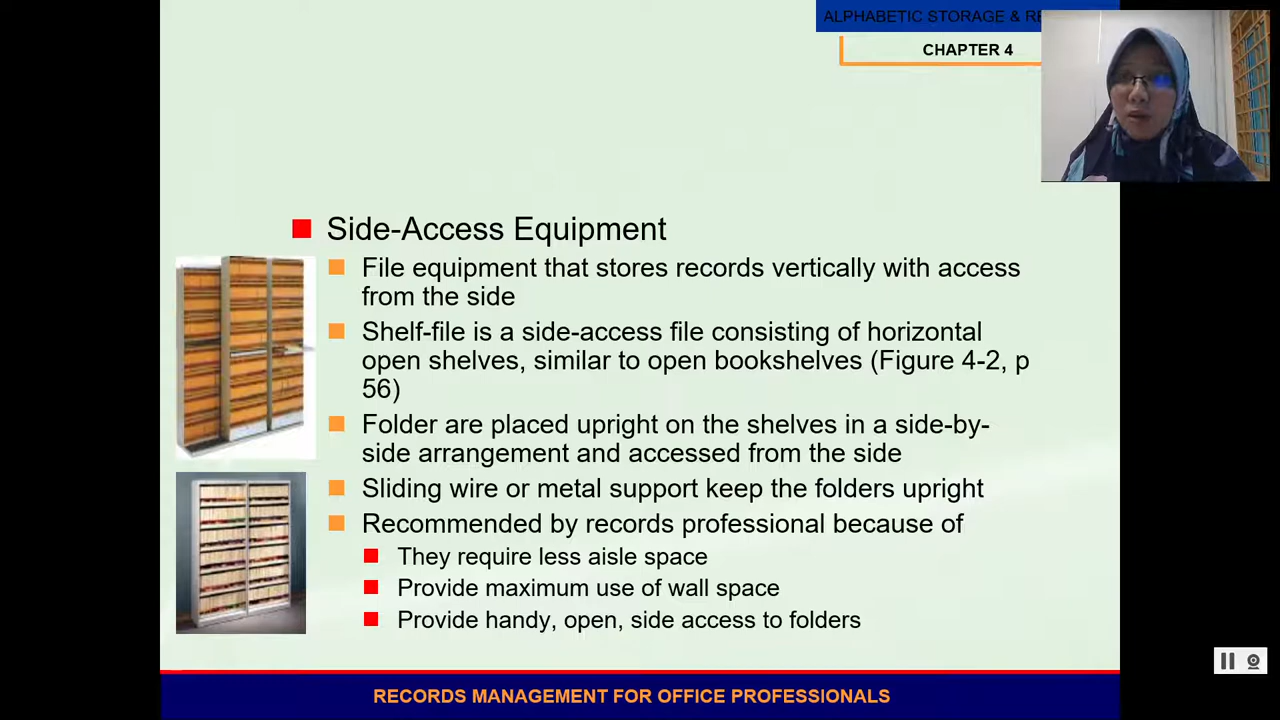 ALPHABETIC STORAGE &
CHAPTER 4
Side-Access Equipment
File equipment that stores records vertically with access
from the side
Shelf-file is a side-access file consisting of horizontal
open shelves, similar to open bookshelves (Figure 4-2, p
56)
Folder are placed upright on the shelves in a side-by-
side arrangement and accessed from the side
Sliding wire or metal support keep the folders upright
Recommended by records professional because of
They require less aisle space
Provide maximum use of wall space
Provide handy, open, side access to folders
RECORDS MANAGEMENT FOR OFFICE PROFESSIONALS